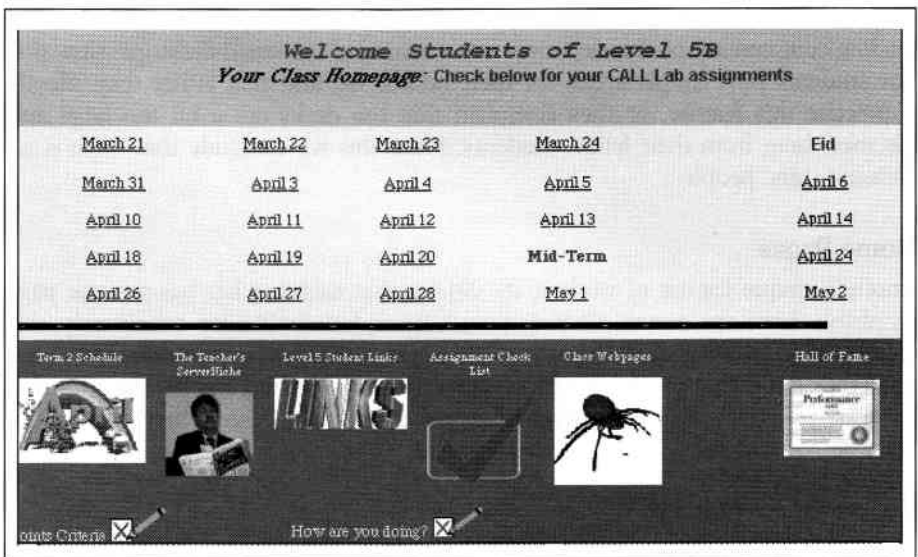 Welcome Students of Level 5B
Your Class Homepage: Check below for your CALL Lab assignments
March 21 March 22 March 23 March 24 Eid
March 31 April 3 April 4 April 5 April 6
April 10 April 11 April 12 April 13 April 14
April 18 April 19 April 20 Mid-Term April 24
April 26 April 27 April 28 May 1 May 2
Term 2 Schedule The Teacher's Level 5 Student Links Assignment Check Class Webpages Hall of Fame
List
LINKS
Performance
oints Criteria How are you doing?